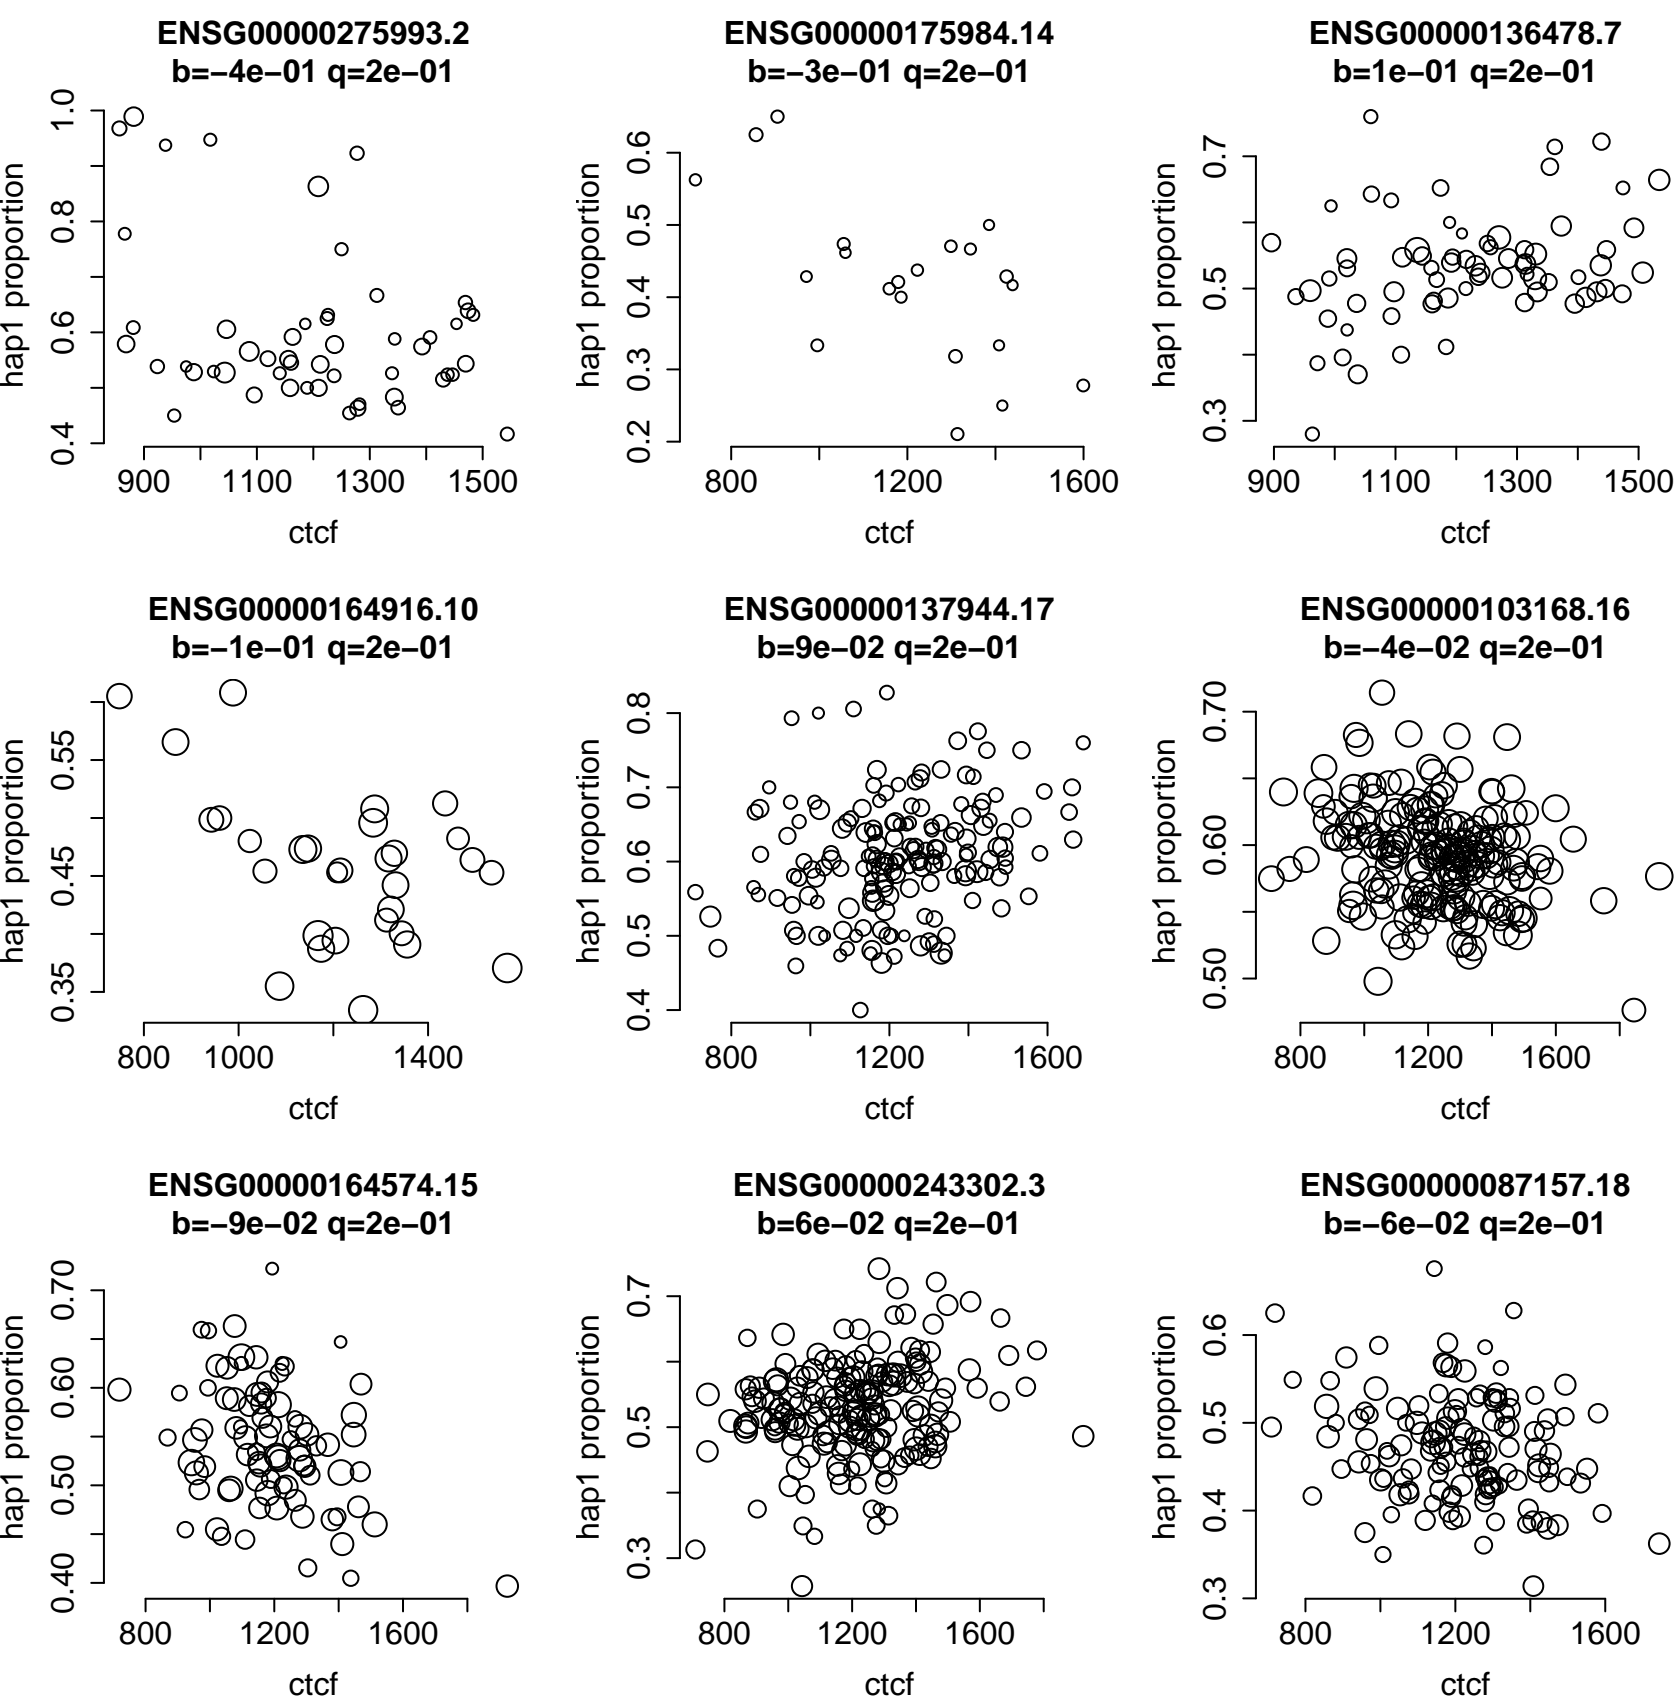 ENSG00000275993.2
b=−4e−01 q=2e−01
hap1 proportion
0.4 0.6 0.8 1.0
900 1100 1300 1500
ctcf
ENSG00000175984.14
b=−3e−01 q=2e−01
hap1 proportion
0.2 0.3 0.4 0.5 0.6
800 1200 1600
ctcf
ENSG00000136478.7
b=1e−01 q=2e−01
hap1 proportion
0.3 0.5 0.7
900 1100 1300 1500
ctcf
ENSG00000164916.10
b=−1e−01 q=2e−01
hap1 proportion
0.35 0.45 0.55
800 1000 1400
ctcf
ENSG00000137944.17
b=9e−02 q=2e−01
hap1 proportion
0.4 0.5 0.6 0.7 0.8
800 1200 1600
ctcf
ENSG00000103168.16
b=−4e−02 q=2e−01
hap1 proportion
0.50 0.60 0.70
800 1200 1600
ctcf
ENSG00000164574.15
b=−9e−02 q=2e−01
hap1 proportion
0.40 0.50 0.60 0.70
800 1200 1600
ctcf
ENSG00000243302.3
b=6e−02 q=2e−01
hap1 proportion
0.3 0.5 0.7
800 1200 1600
ctcf
ENSG00000087157.18
b=−6e−02 q=2e−01
hap1 proportion
0.3 0.4 0.5 0.6
800 1200 1600
ctcf